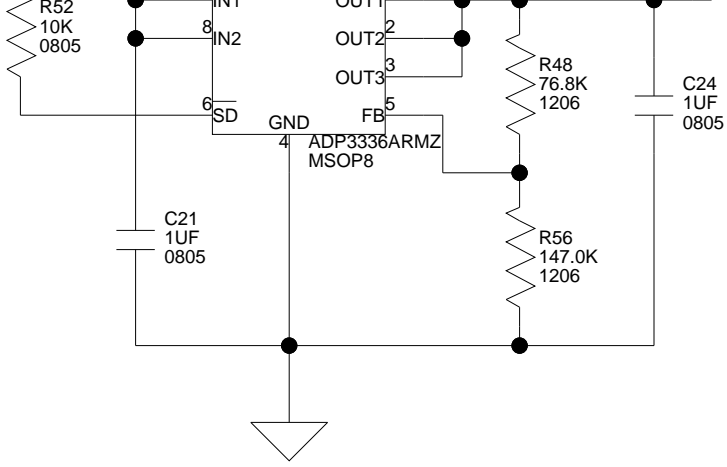 IN1
OUT1
R52
10K
0805
8
IN2
2
OUT2
3
OUT3
R48
76.8K
1206
C24
1UF
0805
6
SD
5
FB
GND
4
ADP3336ARMZ
MSOP8
C21
1UF
0805
R56
147.0K
1206